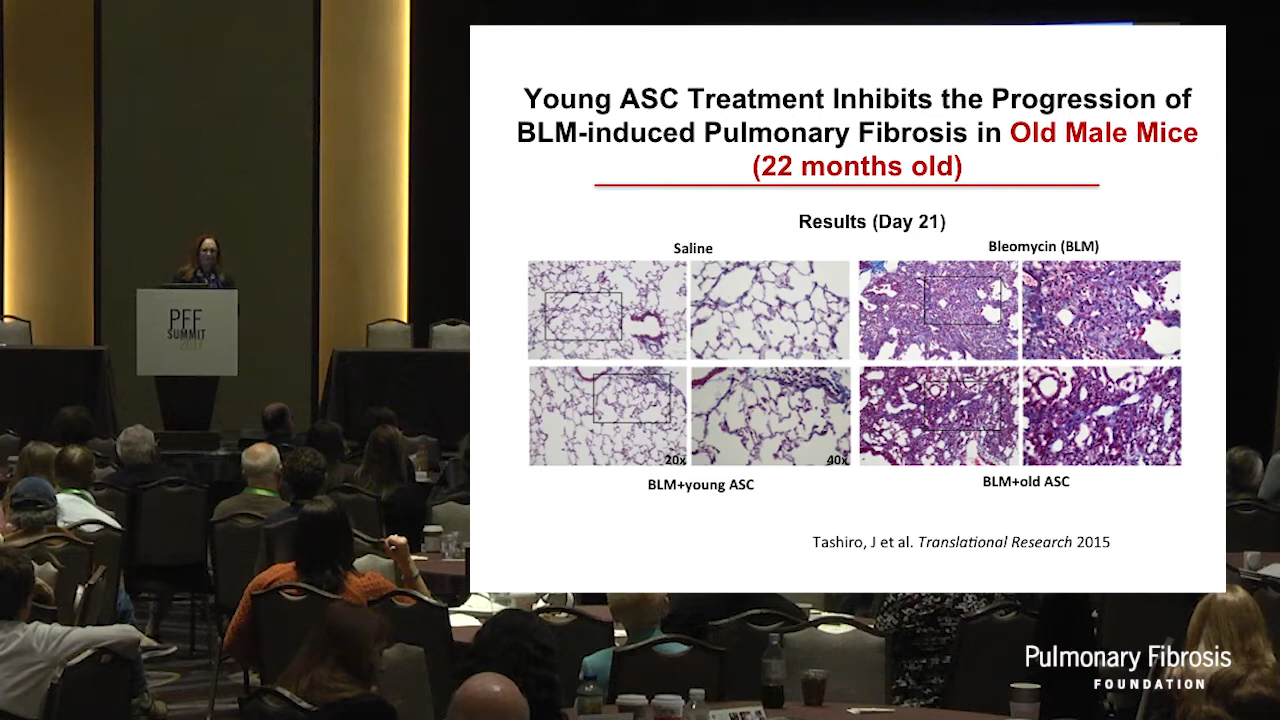 Young ASC Treatment Inhibits the Progression of
BLM-induced Pulmonary Fibrosis in Old Male Mice
(22 months old)
Results (Day 21)
Saline
Bleomycin (BLM)
20x
40x
BLM+young ASC
BLM+old ASC
Tashiro, J et al. Translational Research 2015
PFF
SUMMIT
2017
Pulmonary Fibrosis
FOUNDATION